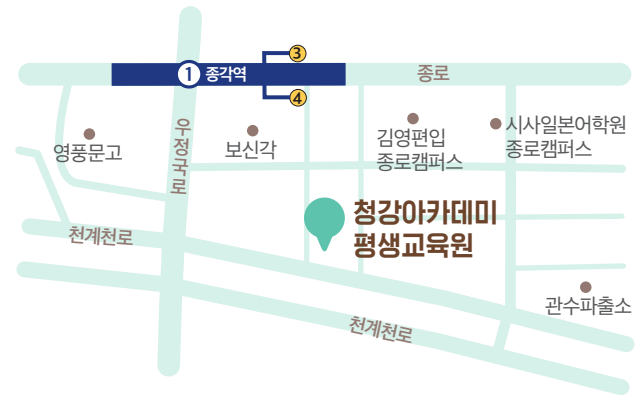 3
1 종각역
종로
4
우정국로
영풍문고
보신각
김영편입
종로캠퍼스
시사일본어학원
종로캠퍼스
청강아카데미
평생교육원
천계천로
관수파출소
천계천로